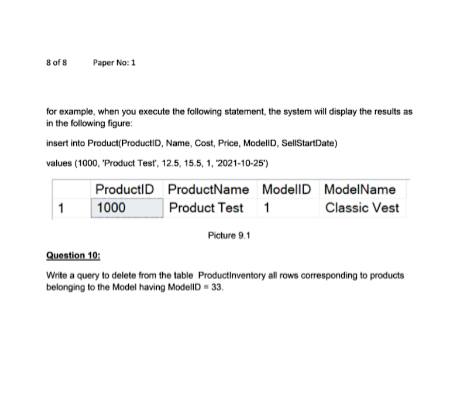 8 of 8 Paper No: 1
for example, when you execute the following statement, the system will display the results as
in the following figure:
insert into Product(ProductID, Name, Cost, Price, ModelID, SellStartDate)
values (1000, 'Product Test', 12.5, 15.5, 1, '2021-10-25')
ProductID ProductName ModelID ModelName
1 1000 Product Test 1 Classic Vest
Picture 9.1
Question 10:
Write a query to delete from the table ProductInventory all rows corresponding to products
belonging to the Model having ModelID = 33.